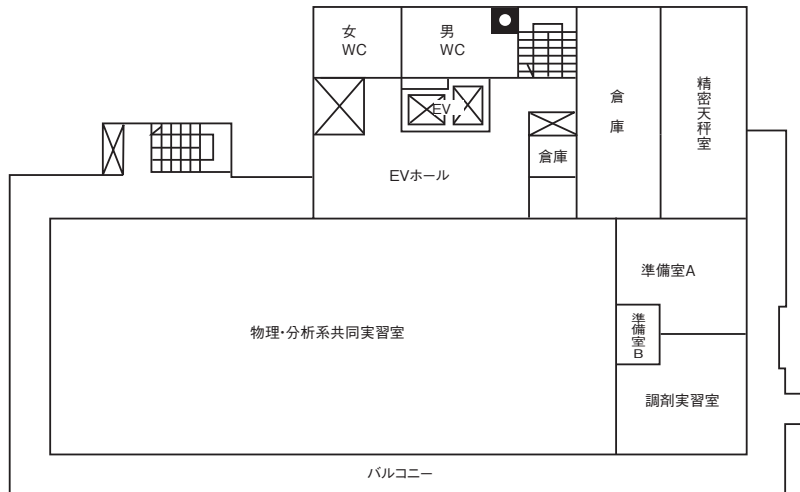 女
WC
男
WC
EV
倉庫
精密天秤室
倉庫
EVホール
準備室A
物理・分析系共同実習室
準備室B
調剤実習室
バルコニー